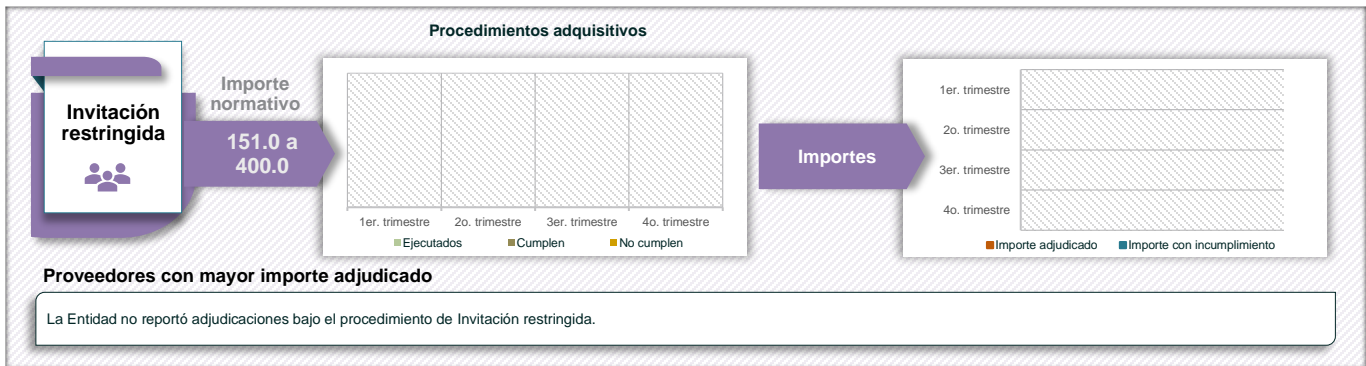 Procedimientos adquisitivos
Invitación
restringida
Importe
normativo
151.0 a
400.0
1er. trimestre 2o. trimestre 3er. trimestre 4o. trimestre
Ejecutados Cumplen No cumplen
Importes
1er. trimestre
2o. trimestre
3er. trimestre
4o. trimestre
Importe adjudicado Importe con incumplimiento
Proveedores con mayor importe adjudicado
La Entidad no reportó adjudicaciones bajo el procedimiento de Invitación restringida.